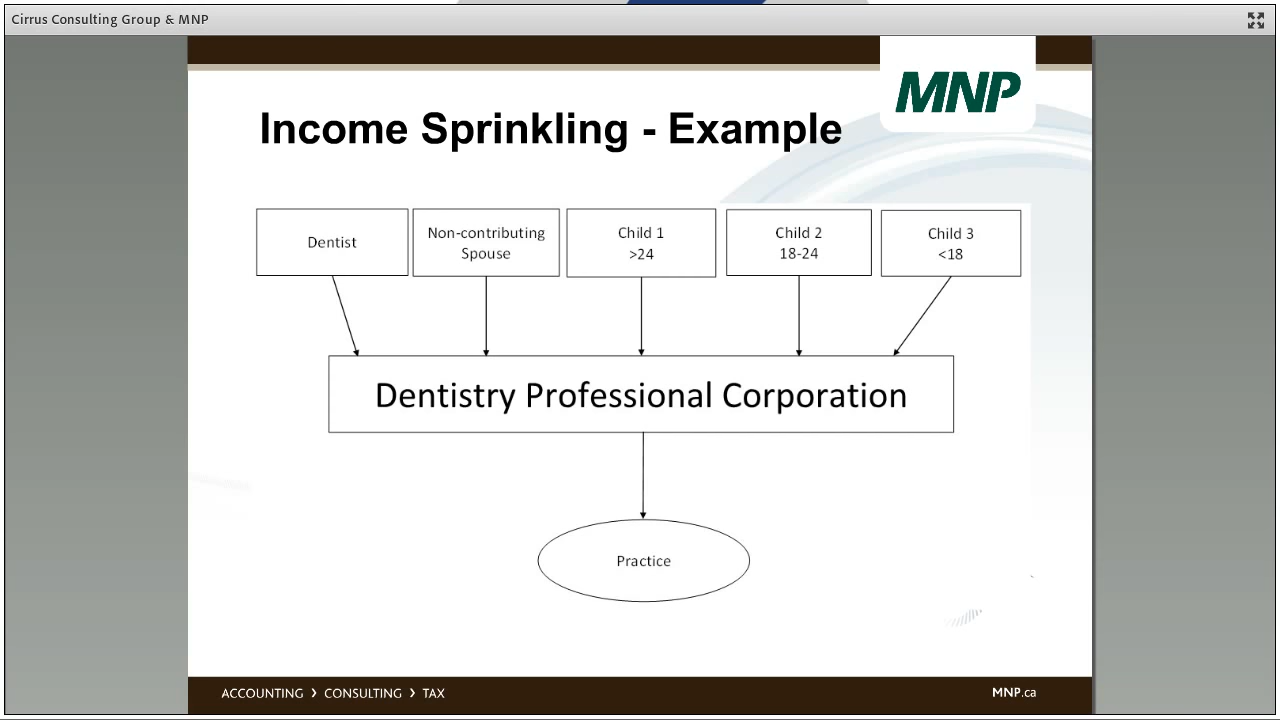 Cirrus Consulting Group & MNP
MNP
Income Sprinkling - Example
Dentist
Non-contributing
Spouse
Child 1
>24
Child 2
18-24
Child 3
<18
Dentistry Professional Corporation
Practice
ACCOUNTING › CONSULTING › TAX
MNP.ca